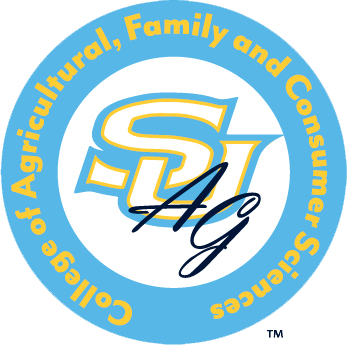 College of Agricultural, Family and Consumer Sciences
SU
AG
TM